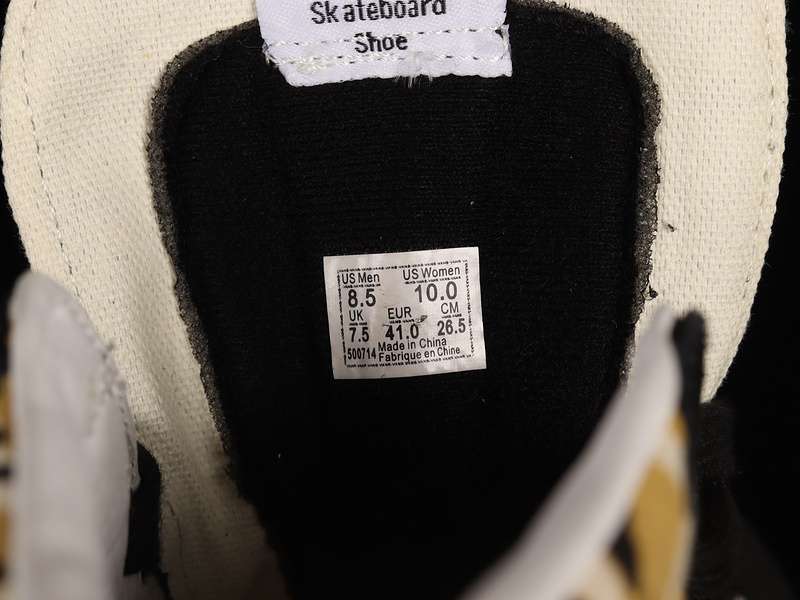 Skateboard
Shoe
US Men US Women
8.5 10.0
UK EUR CM
7.5 41.0 26.5
500714 Made in China
Fabrique en Chine